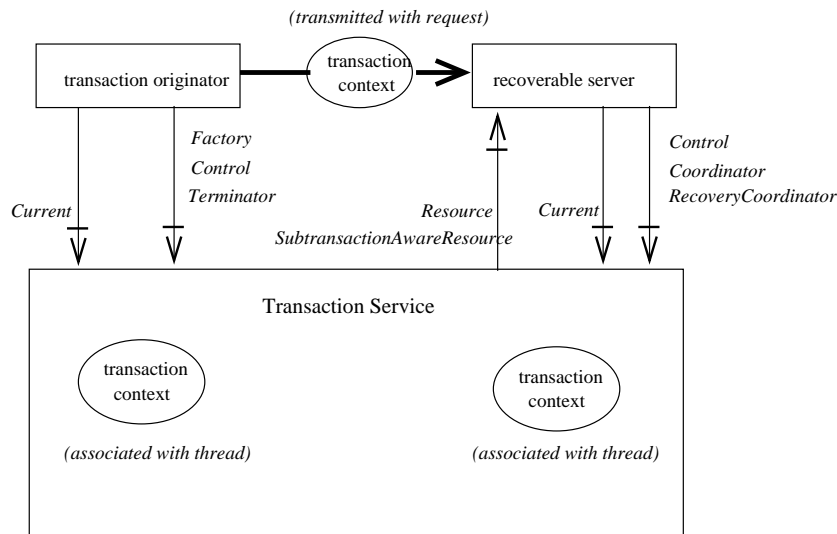 (transmitted with request)
transaction originator
transaction
context
recoverable server
Factory
Control
Terminator
Current
Resource
SubtransactionAwareResource
Current
Control
Coordinator
RecoveryCoordinator
Transaction Service
transaction
context
(associated with thread)
transaction
context
(associated with thread)